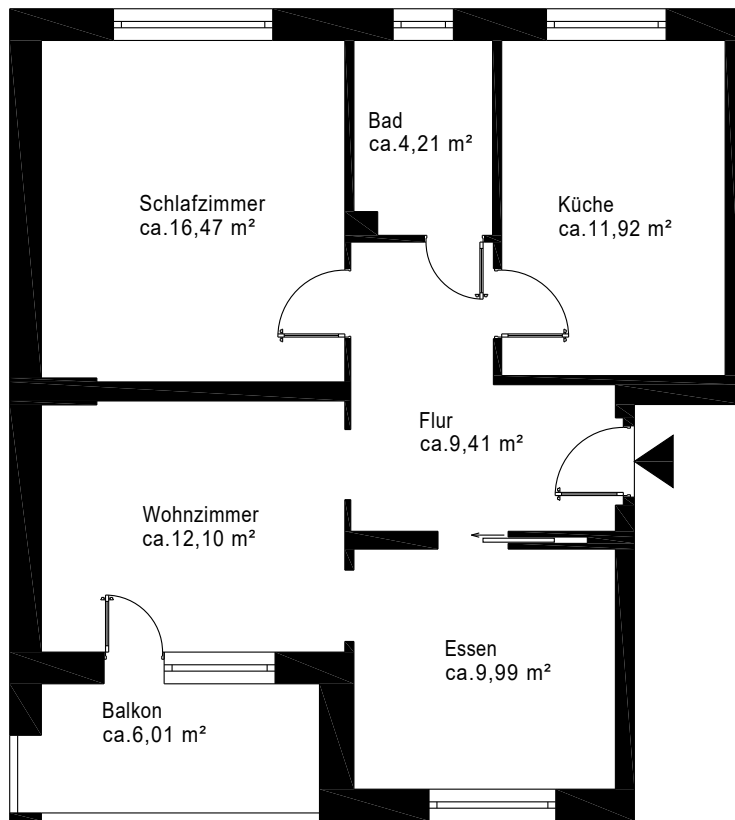 Bad
ca.4,21 m²
Schlafzimmer
ca.16,47 m²
Küche
ca.11,92 m²
Flur
ca.9,41 m²
Wohnzimmer
ca.12,10 m²
Essen
ca.9,99 m²
Balkon
ca.6,01 m²